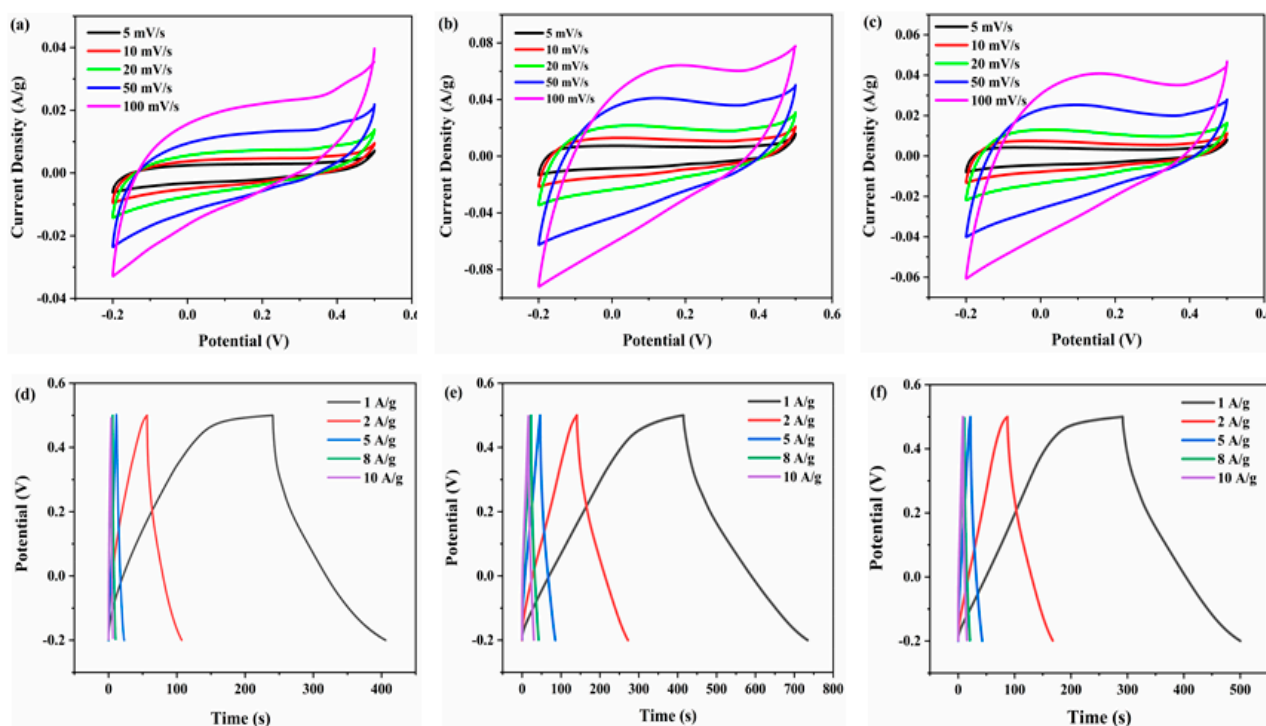 (a)
5 mV/s
10 mV/s
20 mV/s
50 mV/s
100 mV/s
0.04
0.02
0.00
-0.02
-0.04
Current Density (A/g)
-0.2
0.0
0.2
0.4
0.6
Potential (V)
(b)
5 mV/s
10 mV/s
20 mV/s
50 mV/s
100 mV/s
0.08
0.04
0.00
-0.04
-0.08
Current Density (A/g)
-0.2
0.0
0.2
0.4
0.6
Potential (V)
(c)
5 mV/s
10 mV/s
20 mV/s
50 mV/s
100 mV/s
0.06
0.04
0.02
0.00
-0.02
-0.04
-0.06
Current Density (A/g)
-0.2
0.0
0.2
0.4
Potential (V)
(d)
1 A/g
2 A/g
5 A/g
8 A/g
10 A/g
0.6
0.4
0.2
0.0
-0.2
-0.4
Potential (V)
0
100
200
300
400
Time (s)
(e)
1 A/g
2 A/g
5 A/g
8 A/g
10 A/g
0.6
0.4
0.2
0.0
-0.2
-0.4
Potential (V)
0
100
200
300
400
500
600
700
800
Time (s)
(f)
1 A/g
2 A/g
5 A/g
8 A/g
10 A/g
0.6
0.4
0.2
0.0
-0.2
-0.4
Potential (V)
0
100
200
300
400
500
Time (s)